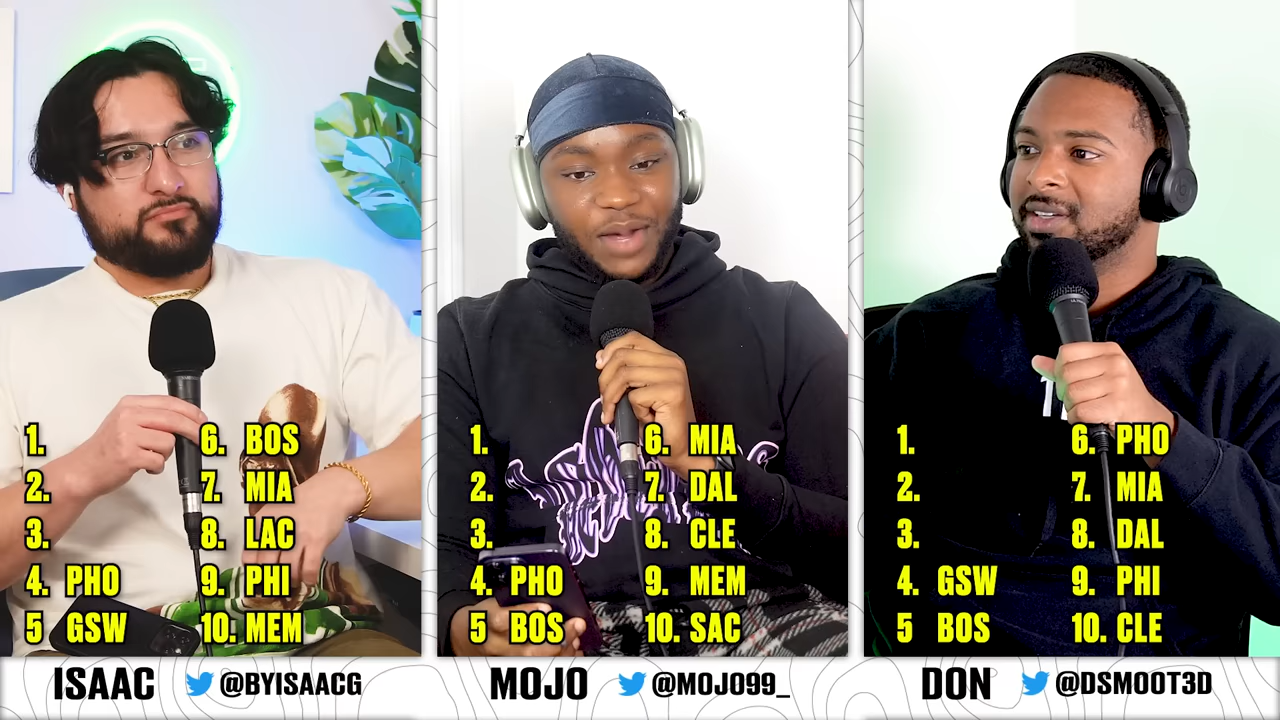 1.
2.
3.
4. PHO
5 GSW
6. BOS
7. MIA
8. LAC
9. PHI
10. MEM
1.
2.
3.
4. PHO
5 BOS
6. MIA
7. DAL
8. CLE
9. MEM
10. SAC
1.
2.
3.
4. GSW
5 BOS
6. PHO
7. MIA
8. DAL
9. PHI
10. CLE
ISAAC @BYISAACG
MOJO @MOJO99_
DON @DSMOOT3D